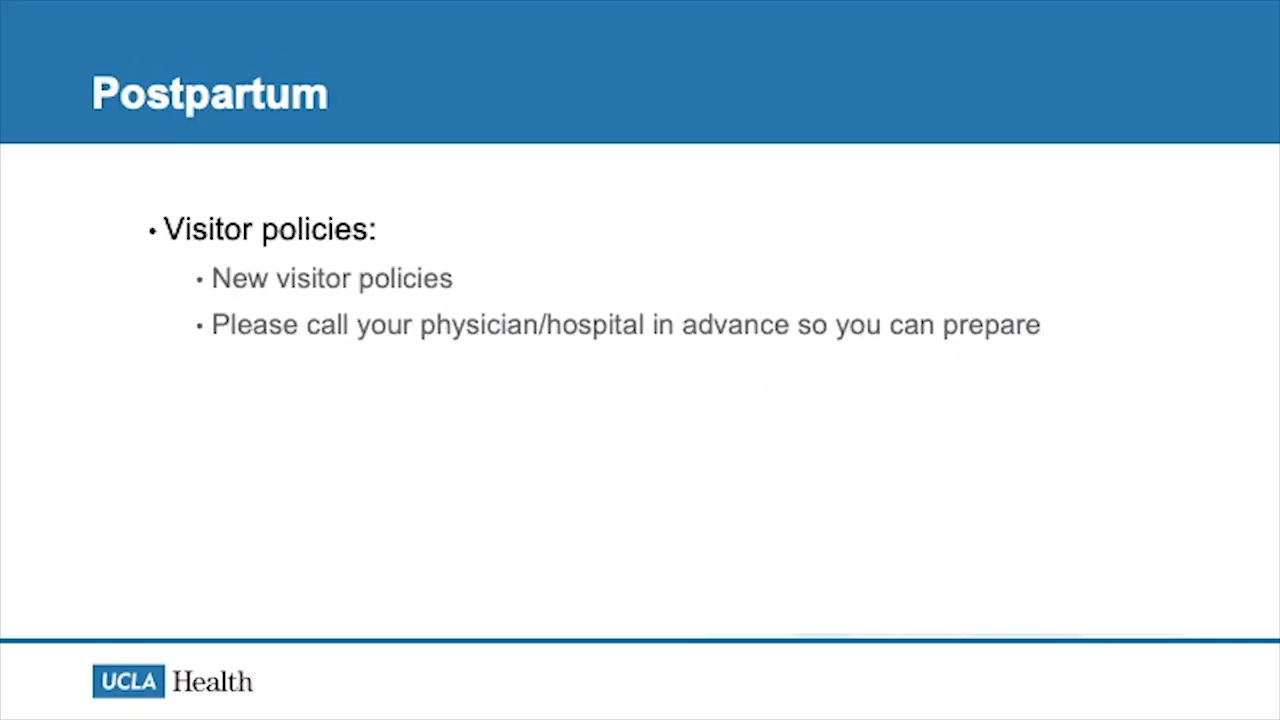 Postpartum
• Visitor policies:
• New visitor policies
• Please call your physician/hospital in advance so you can prepare
UCLA Health